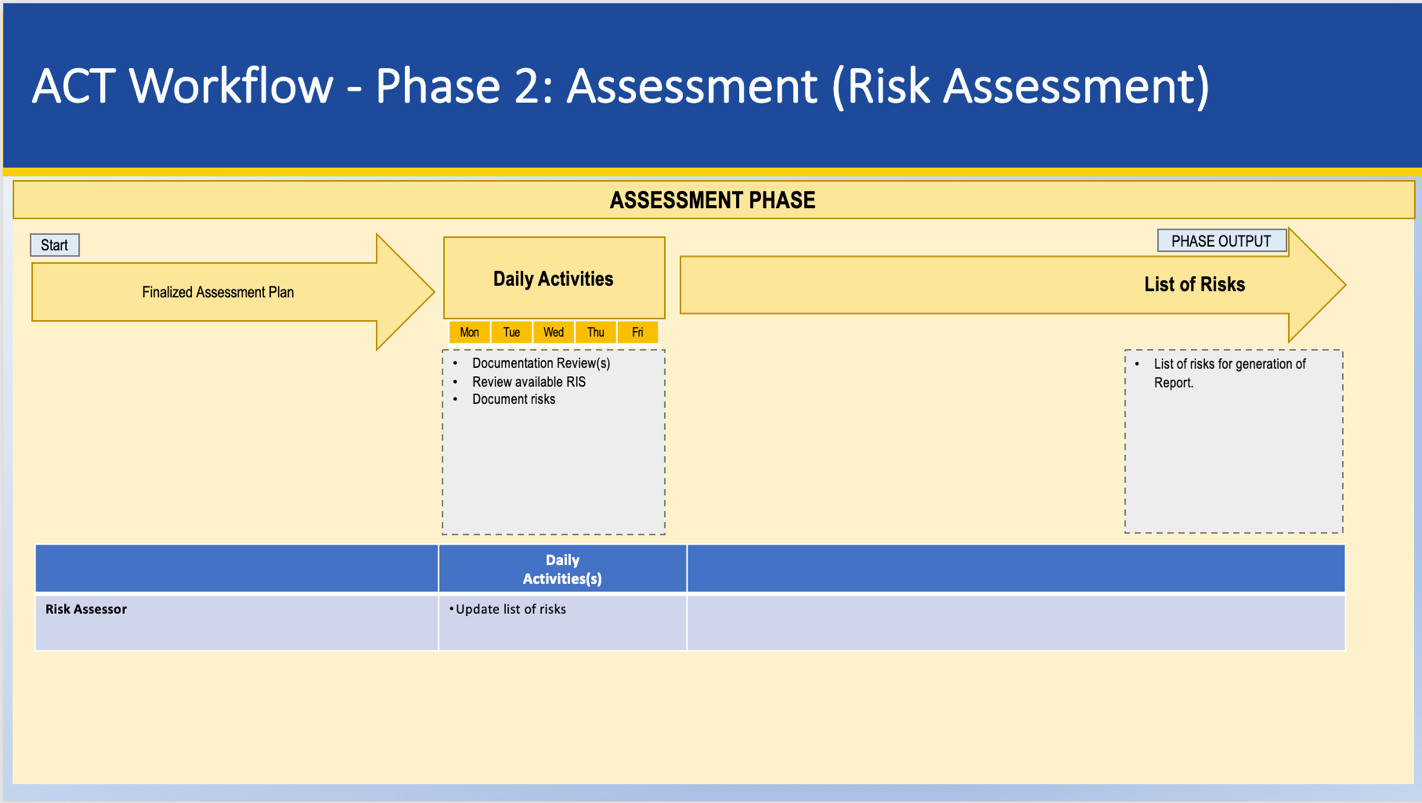 ACT Workflow - Phase 2: Assessment (Risk Assessment)
ASSESSMENT PHASE
Start
Finalized Assessment Plan
Daily Activities
Mon Tue Wed Thu Fri
• Documentation Review(s)
• Review available RIS
• Document risks
PHASE OUTPUT
List of Risks
• List of risks for generation of
Report.
Daily
Activities(s)
Risk Assessor
•Update list of risks